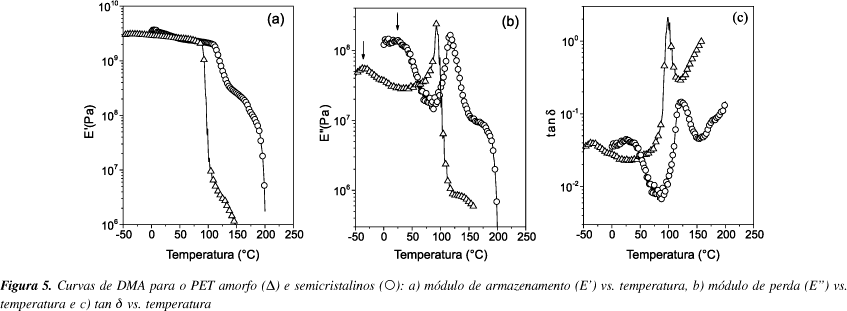 (a)
(b)
(c)
10¹⁰
10⁹
10⁸
10⁷
10⁶
E'(Pa)
-50 0 50 100 150 200 250
Temperatura (°C)
10⁸
10⁷
10⁶
E"(Pa)
-50 0 50 100 150 200 250
Temperatura (°C)
10⁰
10⁻¹
10⁻²
tan δ
-50 0 50 100 150 200 250
Temperatura (°C)
Figura 5. Curvas de DMA para o PET amorfo (Δ) e semicristalinos (○): a) módulo de armazenamento (E') vs. temperatura, b) módulo de perda (E") vs.
temperatura e c) tan δ vs. temperatura